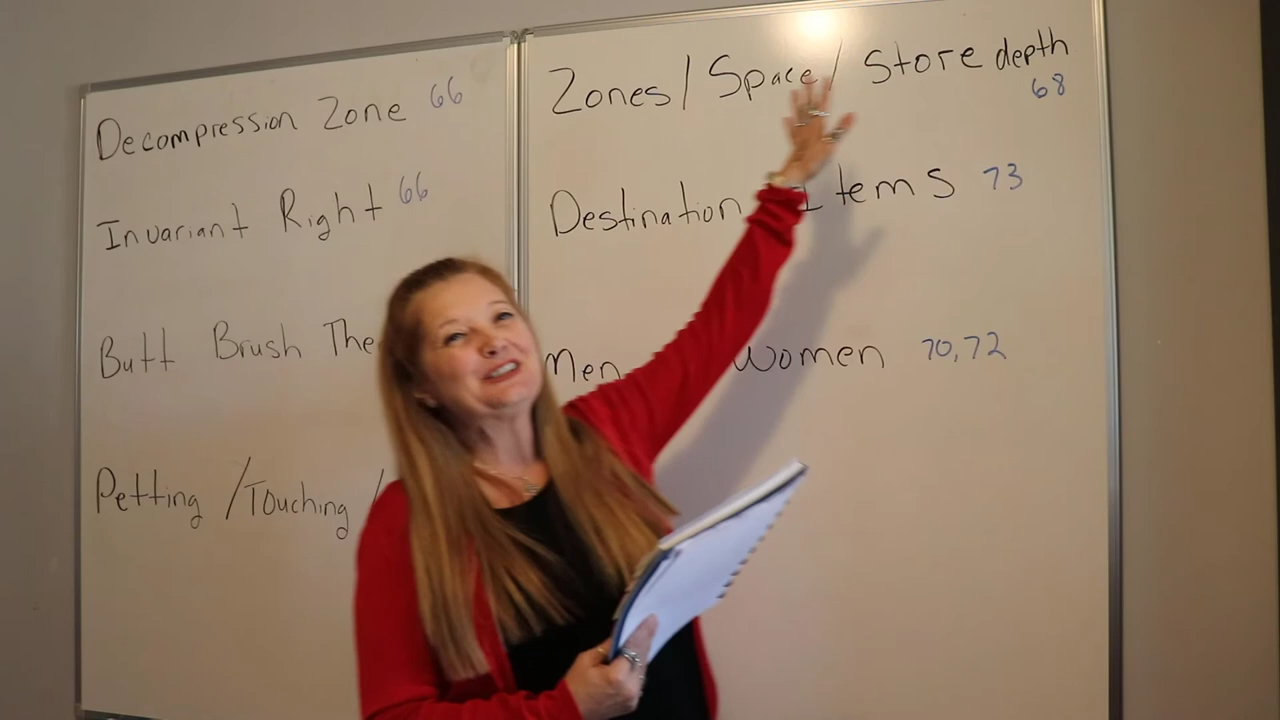 Decompression Zone 66
Invariant Right 66
Butt Brush The
Petting /Touching /
Zones / Space / Store depth
68
Destination Items 73
Men Women 70,72